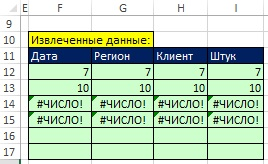 F G H I
9
10 Извлеченные данные:
11 Дата Регион Клиент Штук
12 7 7 7 7
13 10 10 10 10
14 #ЧИСЛО! #ЧИСЛО! #ЧИСЛО! #ЧИСЛО!
15 #ЧИСЛО! #ЧИСЛО! #ЧИСЛО! #ЧИСЛО!
16
17